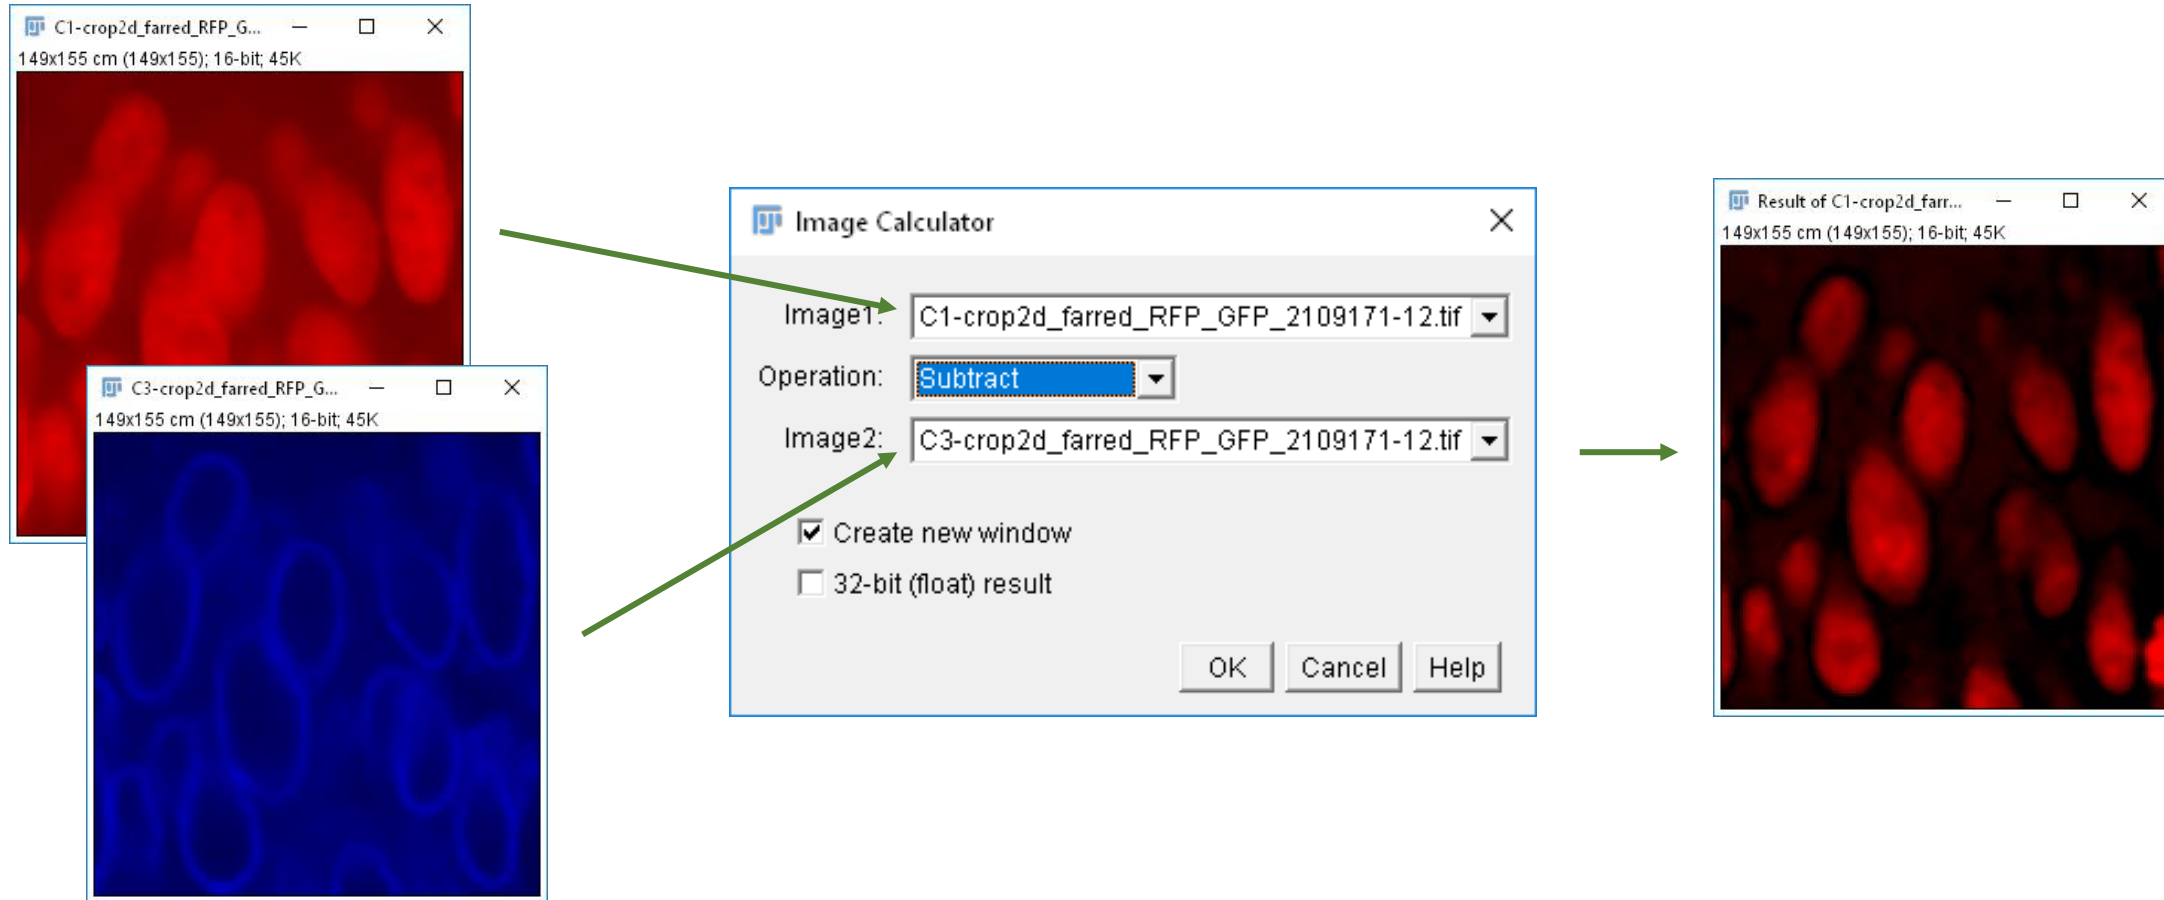 C1-crop2d_farred_RFP_G...
149x155 cm (149x155); 16-bit; 45K
C3-crop2d_farred_RFP_G...
149x155 cm (149x155); 16-bit; 45K
Image Calculator
Image1: C1-crop2d_farred_RFP_GFP_2109171-12.tif
Operation: Subtract
Image2: C3-crop2d_farred_RFP_GFP_2109171-12.tif
Create new window
32-bit (float) result
OK Cancel Help
Result of C1-crop2d_farr...
149x155 cm (149x155); 16-bit; 45K